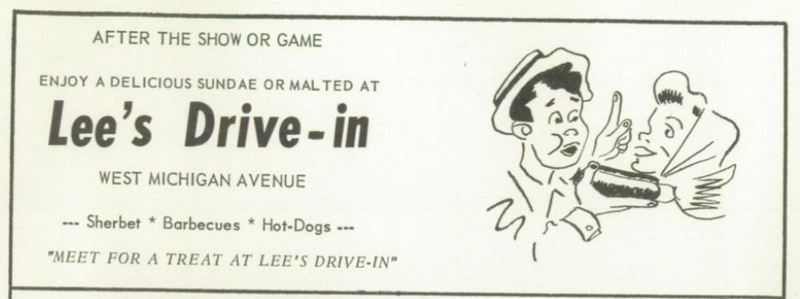 AFTER THE SHOW OR GAME
ENJOY A DELICIOUS SUNDAE OR MALTED AT
Lee's Drive-in
WEST MICHIGAN AVENUE
--- Sherbet * Barbecues * Hot-Dogs ---
"MEET FOR A TREAT AT LEE'S DRIVE-IN"